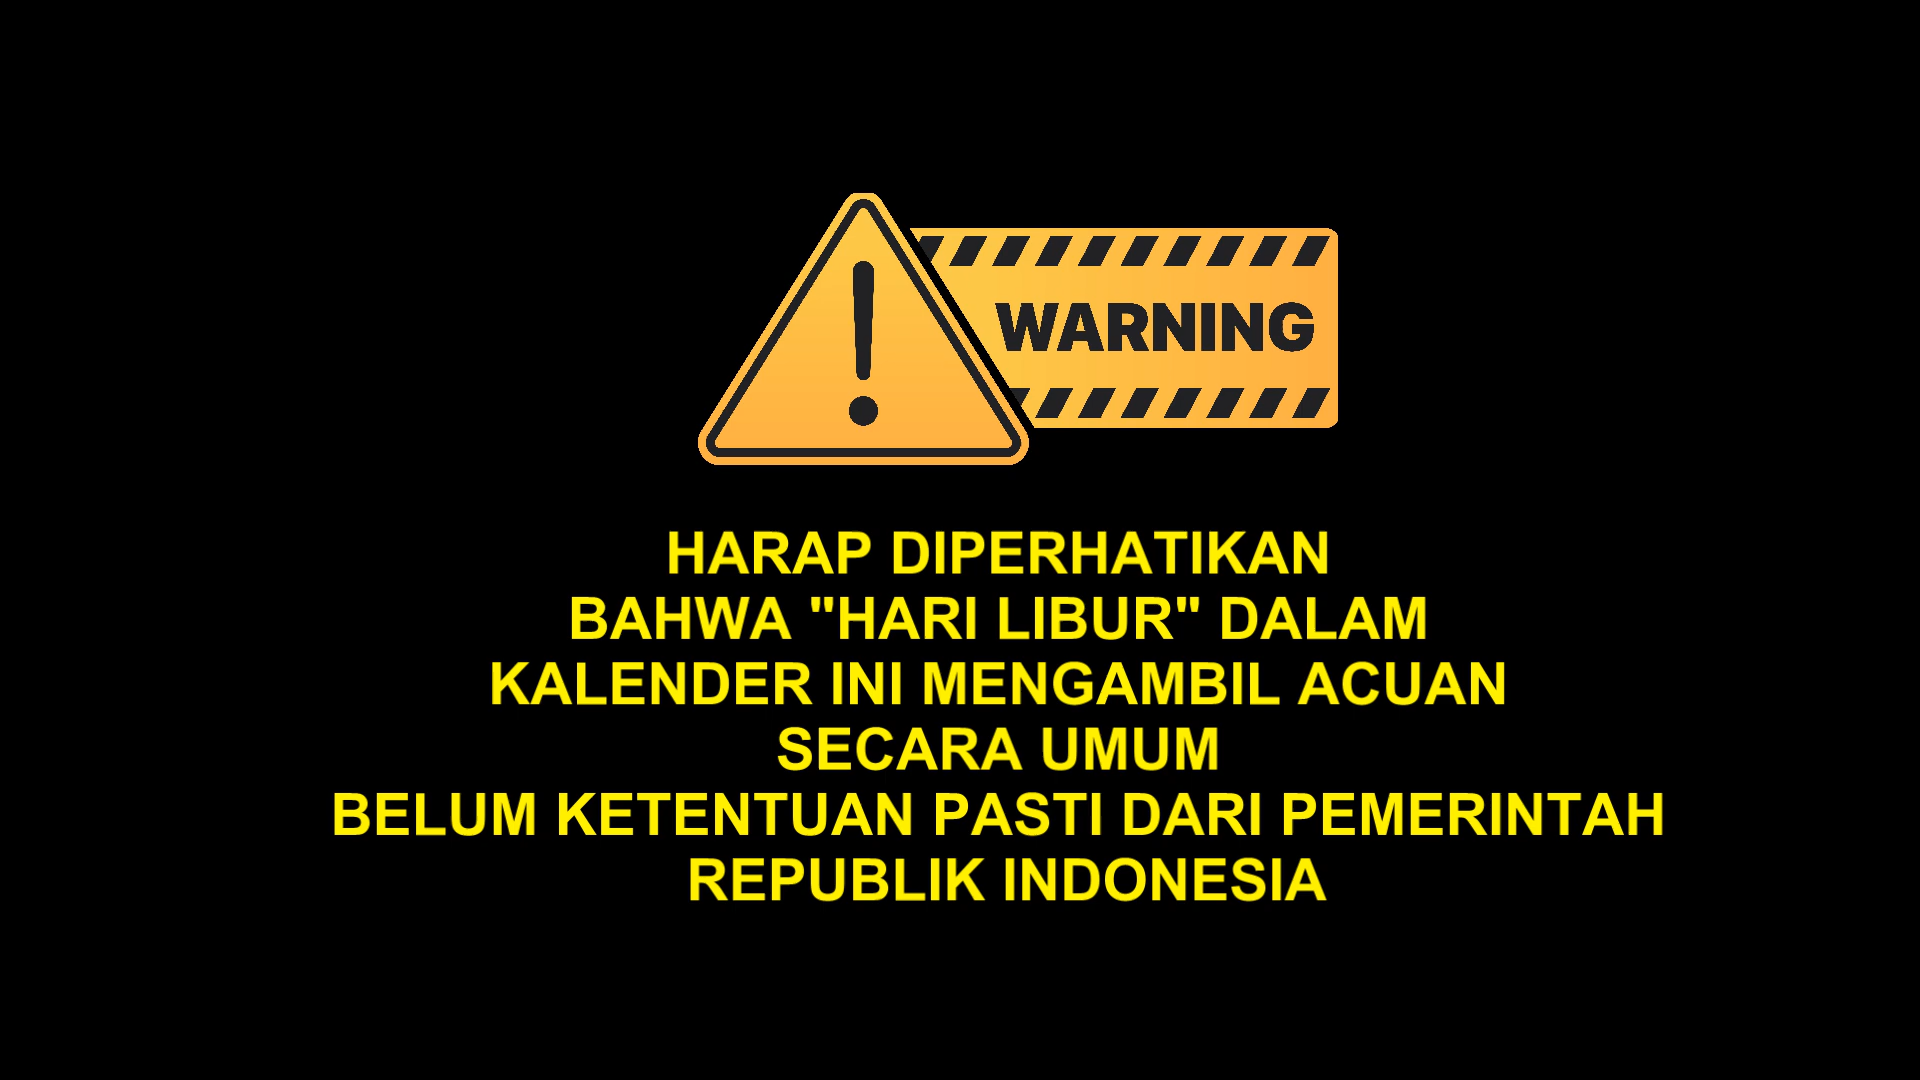 WARNING
HARAP DIPERHATIKAN
BAHWA "HARI LIBUR" DALAM
KALENDER INI MENGAMBIL ACUAN
SECARA UMUM
BELUM KETENTUAN PASTI DARI PEMERINTAH
REPUBLIK INDONESIA